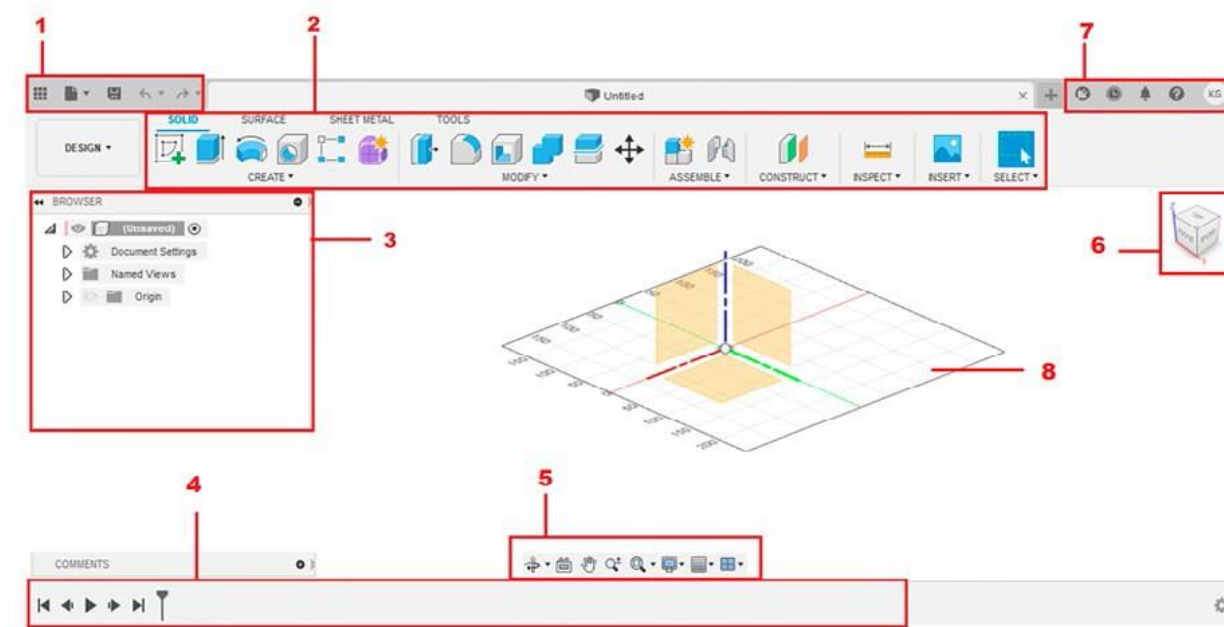 1
2
7
Untitled
KG
SOLID SURFACE SHEET METAL TOOLS
DESIGN
CREATE MODIFY ASSEMBLE CONSTRUCT INSPECT INSERT SELECT
BROWSER
(Unsaved)
Document Settings
Named Views
Origin
3
6
8
4
5
COMMENTS